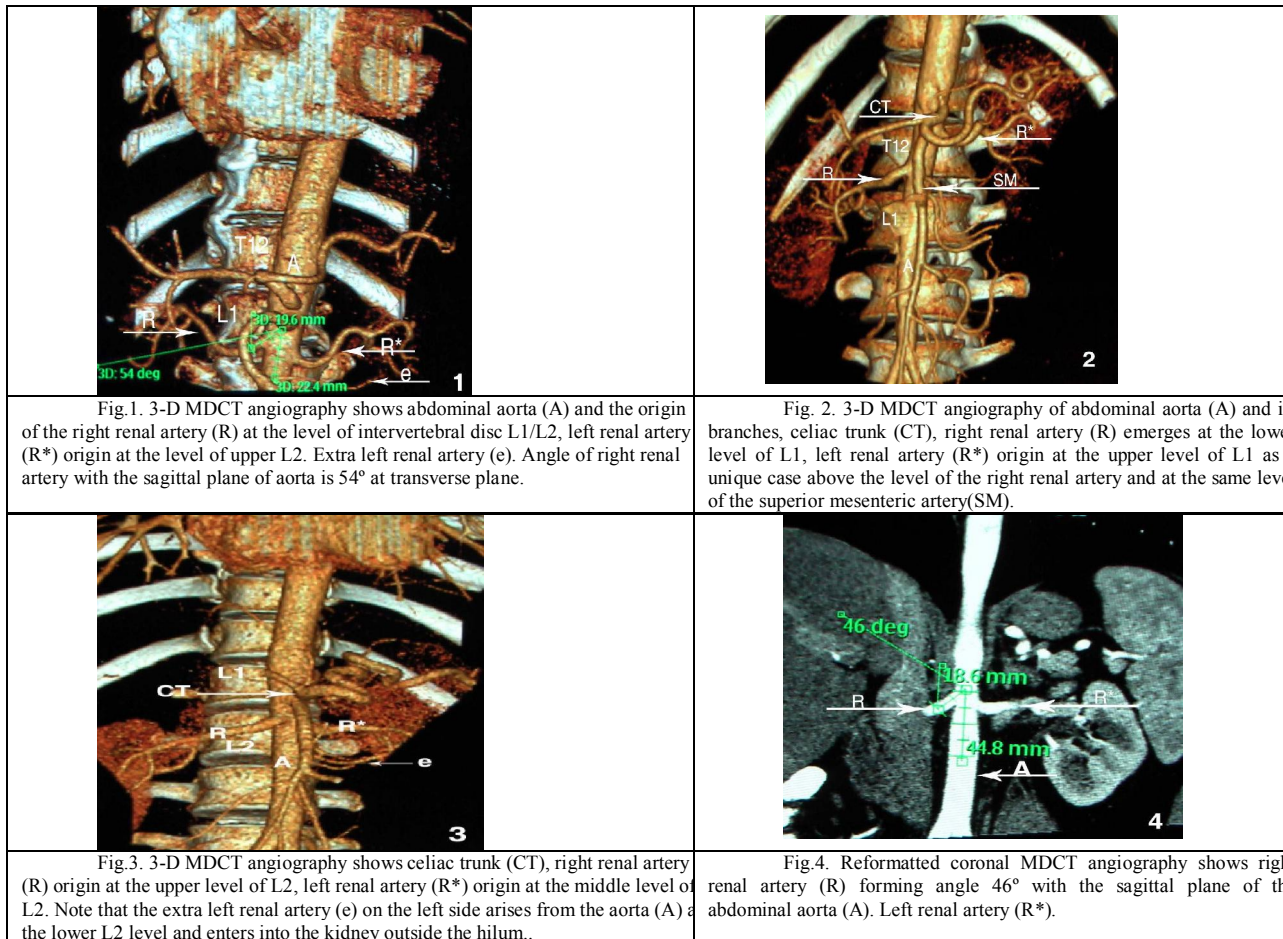 T12
A
L1
R
3D: 19.6 mm
R*
3D: 54 deg
3D: 22.4 mm
e
1
Fig.1. 3-D MDCT angiography shows abdominal aorta (A) and the origin
of the right renal artery (R) at the level of intervertebral disc L1/L2, left renal artery
(R*) origin at the level of upper L2. Extra left renal artery (e). Angle of right renal
artery with the sagittal plane of aorta is 54º at transverse plane.
CT
R*
T12
R
SM
L1
A
2
Fig. 2. 3-D MDCT angiography of abdominal aorta (A) and i
branches, celiac trunk (CT), right renal artery (R) emerges at the lowe
level of L1, left renal artery (R*) origin at the upper level of L1 as
unique case above the level of the right renal artery and at the same leve
of the superior mesenteric artery(SM).
L1
CT
R
R*
L2
A
e
3
Fig.3. 3-D MDCT angiography shows celiac trunk (CT), right renal artery
(R) origin at the upper level of L2, left renal artery (R*) origin at the middle level of
L2. Note that the extra left renal artery (e) on the left side arises from the aorta (A) a
the lower L2 level and enters into the kidney outside the hilum..
46 deg
18.6 mm
R
R*
44.8 mm
A
4
Fig.4. Reformatted coronal MDCT angiography shows righ
renal artery (R) forming angle 46º with the sagittal plane of th
abdominal aorta (A). Left renal artery (R*).